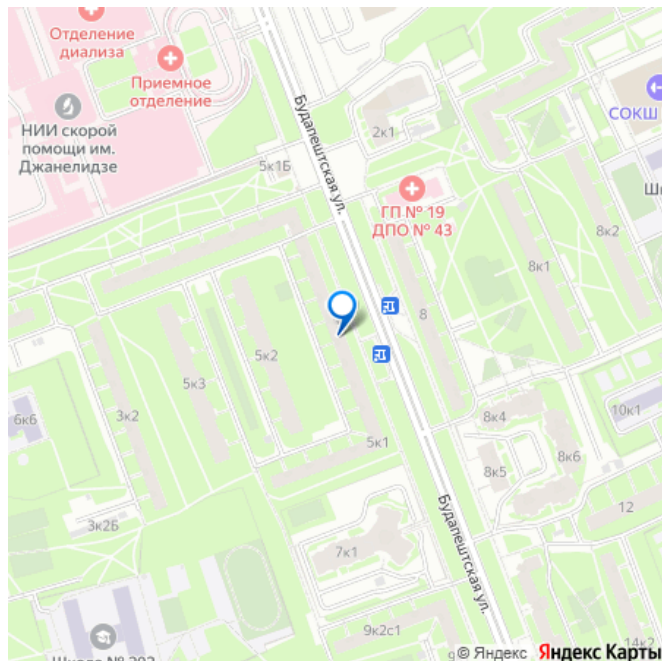 Отделение
диализа
Приемное
отделение
НИИ скорой
помощи им.
Джанелидзе
Будапештская ул.
2к1
СОКШ
5к1Б
ГП № 19
ДПО № 43
8к2
8к1
8
5к2
5к3
3к2
6к6
5к1
8к4
10к1
8к5
8к6
12
3к2Б
7к1
Будапештская ул.
9к2с1
14к2
© Яндекс Яндекс Карты